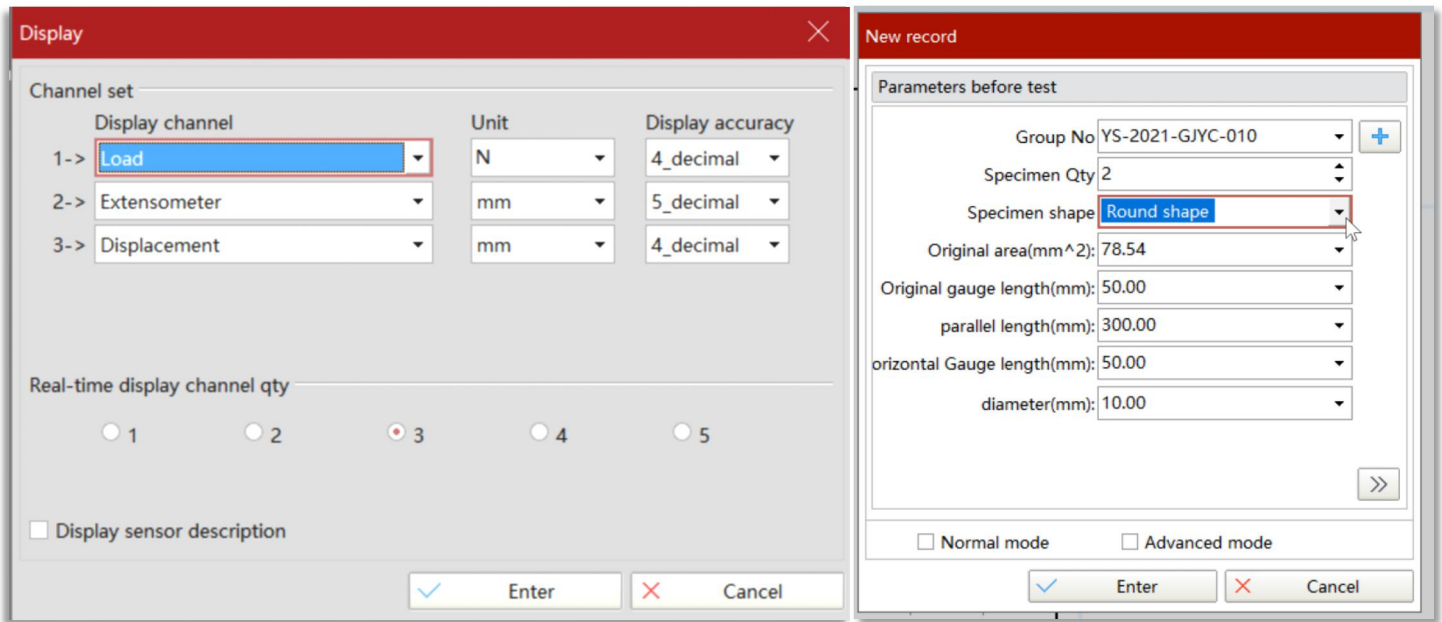 Display
Channel set
Display channel Unit Display accuracy
1-> Load N 4_decimal
2-> Extensometer mm 5_decimal
3-> Displacement mm 4_decimal
Real-time display channel qty
1 2 3 4 5
Display sensor description
Enter Cancel
New record
Parameters before test
Group No YS-2021-GJYC-010
Specimen Qty 2
Specimen shape Round shape
Original area(mm^2): 78.54
Original gauge length(mm): 50.00
parallel length(mm): 300.00
orizontal Gauge length(mm): 50.00
diameter(mm): 10.00
Normal mode Advanced mode
Enter Cancel